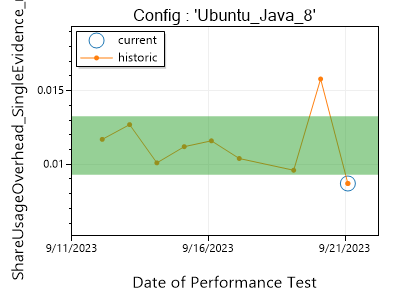 Config : 'Ubuntu_Java_8'
current
historic
ShareUsageOverhead_SingleEvidence_
0.015
0.01
9/11/2023
9/16/2023
9/21/2023
Date of Performance Test